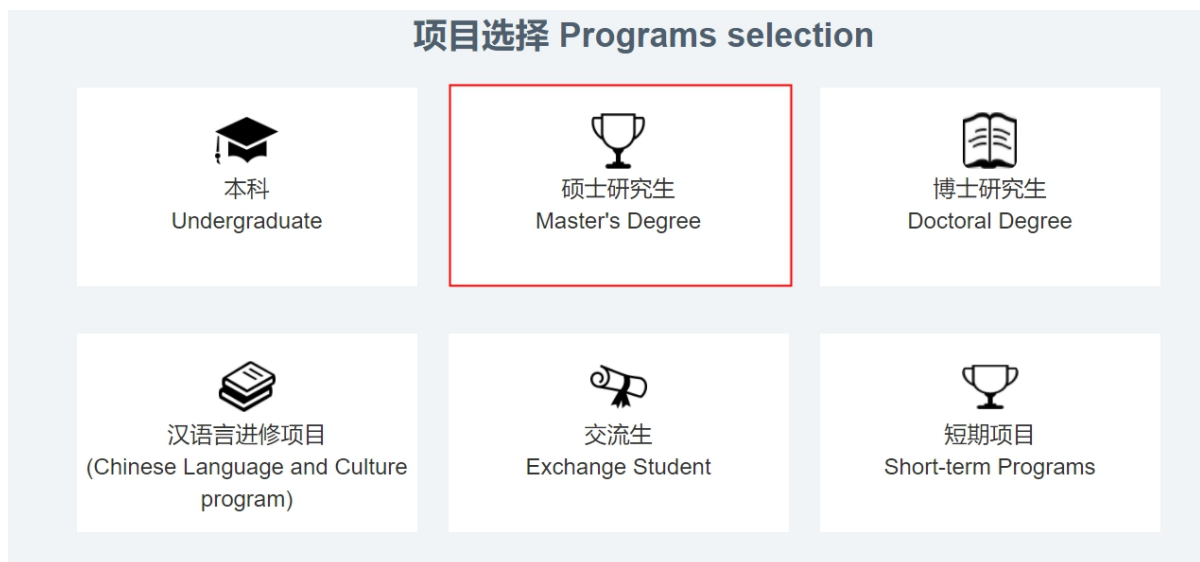 项目选择 Programs selection
本科
Undergraduate
硕士研究生
Master's Degree
博士研究生
Doctoral Degree
汉语言进修项目
(Chinese Language and Culture
program)
交流生
Exchange Student
短期项目
Short-term Programs